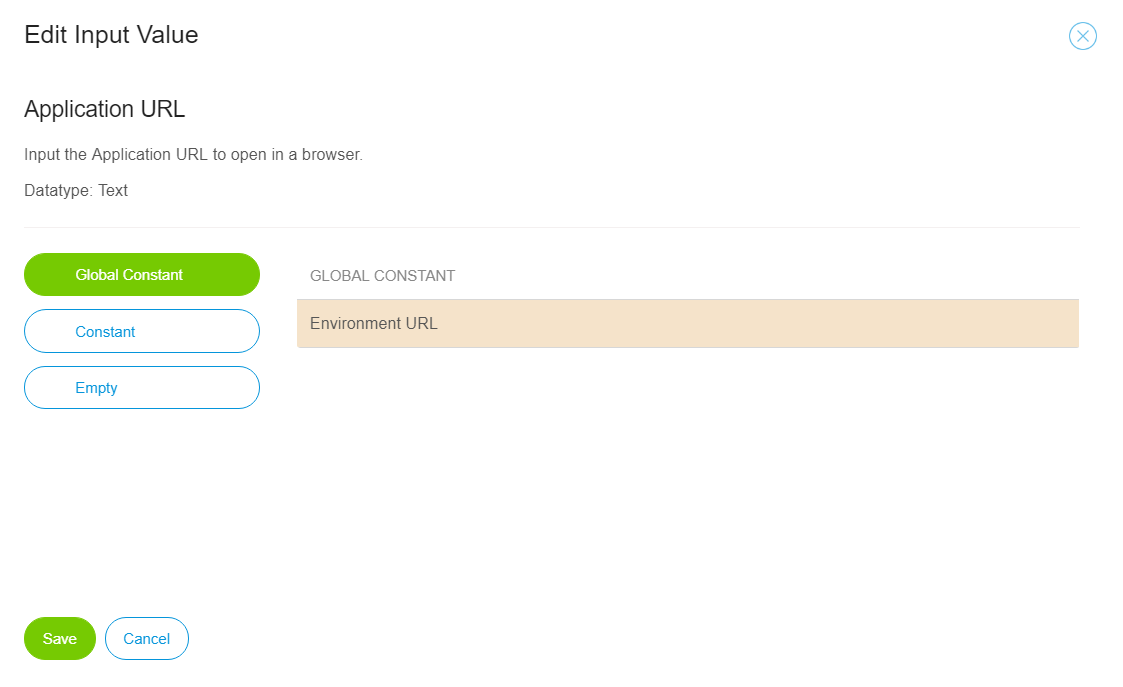 Edit Input Value
Application URL
Input the Application URL to open in a browser.
Datatype: Text
Global Constant
Constant
Empty
GLOBAL CONSTANT
Environment URL
Save
Cancel